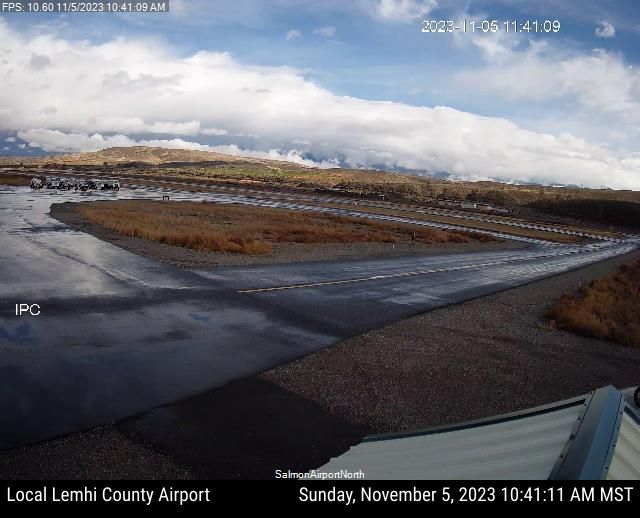 FPS: 10.60 11/5/2023 10:41:09 AM
2023-11-05 11:41:09
IPC
SalmonAirportNorth
Local Lemhi County Airport
Sunday, November 5, 2023 10:41:11 AM MST